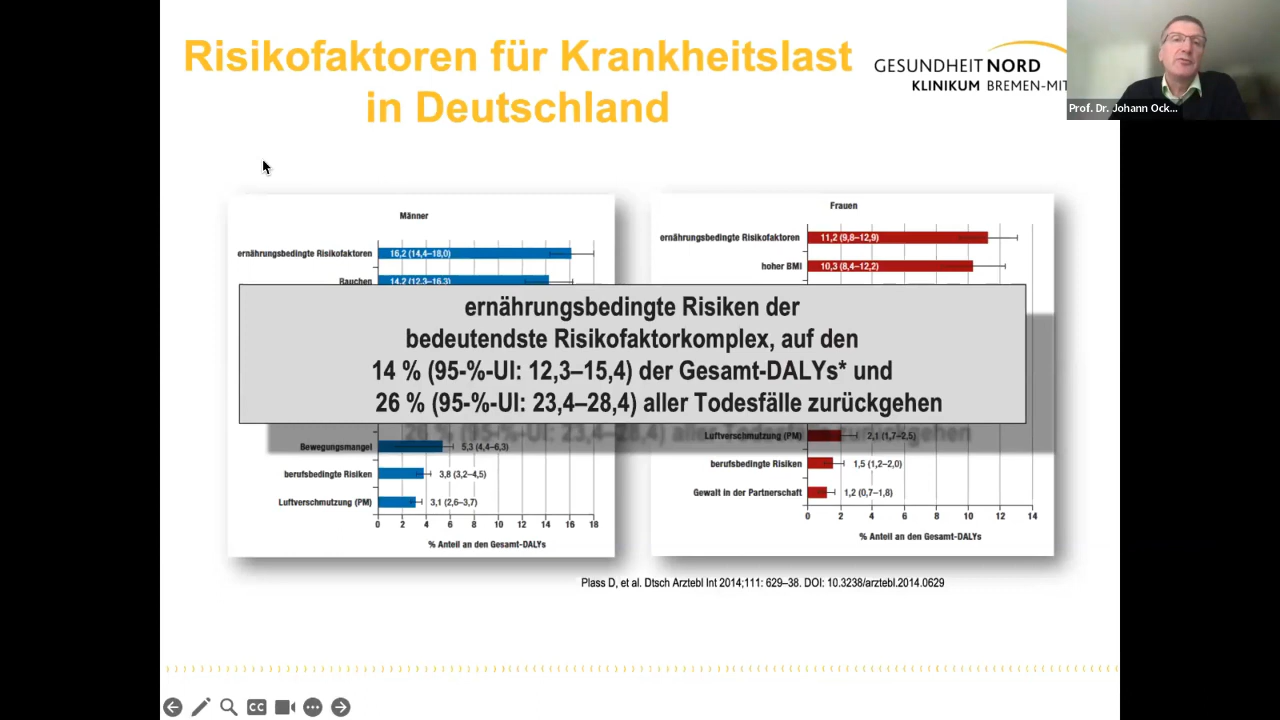 Risikofaktoren für Krankheitslast
in Deutschland
GESUNDHEIT NORD
KLINIKUM BREMEN-MIT
Prof. Dr. Johann Ock...
Männer
ernährungsbedingte Risikofaktoren 16,2 (14,4–18,0)
Rauchen 14,2 (12,3–16,3)
Frauen
ernährungsbedingte Risikofaktoren 11,2 (9,8–12,9)
hoher BMI 10,3 (8,4–12,2)
ernährungsbedingte Risiken der
bedeutendste Risikofaktorkomplex, auf den
14 % (95-%-UI: 12,3–15,4) der Gesamt-DALYs* und
26 % (95-%-UI: 23,4–28,4) aller Todesfälle zurückgehen
Bewegungsmangel 5,3 (4,4–6,3)
berufsbedingte Risiken 3,8 (3,2–4,5)
Luftverschmutzung (PM) 3,1 (2,6–3,7)
0 2 4 6 8 10 12 14 16 18
% Anteil an den Gesamt-DALYs
Luftverschmutzung (PM) 2,1 (1,7–2,5)
berufsbedingte Risiken 1,5 (1,2–2,0)
Gewalt in der Partnerschaft 1,2 (0,7–1,8)
0 2 4 6 8 10 12 14
% Anteil an den Gesamt-DALYs
Plass D, et al. Dtsch Arztebl Int 2014;111: 629–38. DOI: 10.3238/arztebl.2014.0629
CC